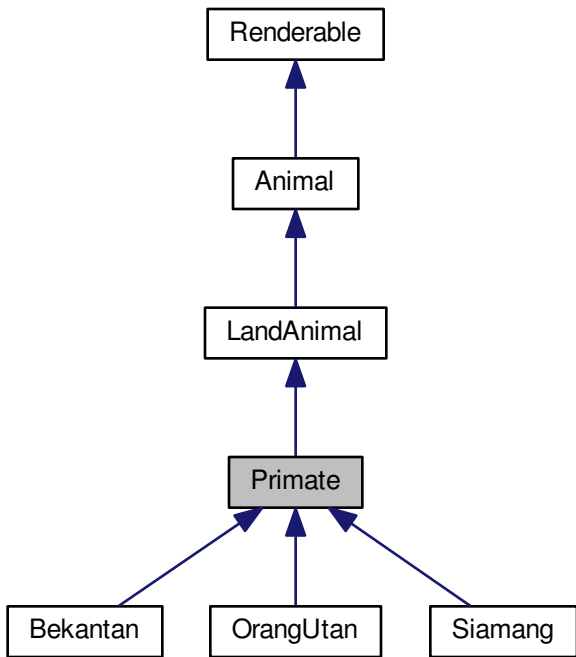 Renderable
Animal
LandAnimal
Primate
Bekantan
OrangUtan
Siamang